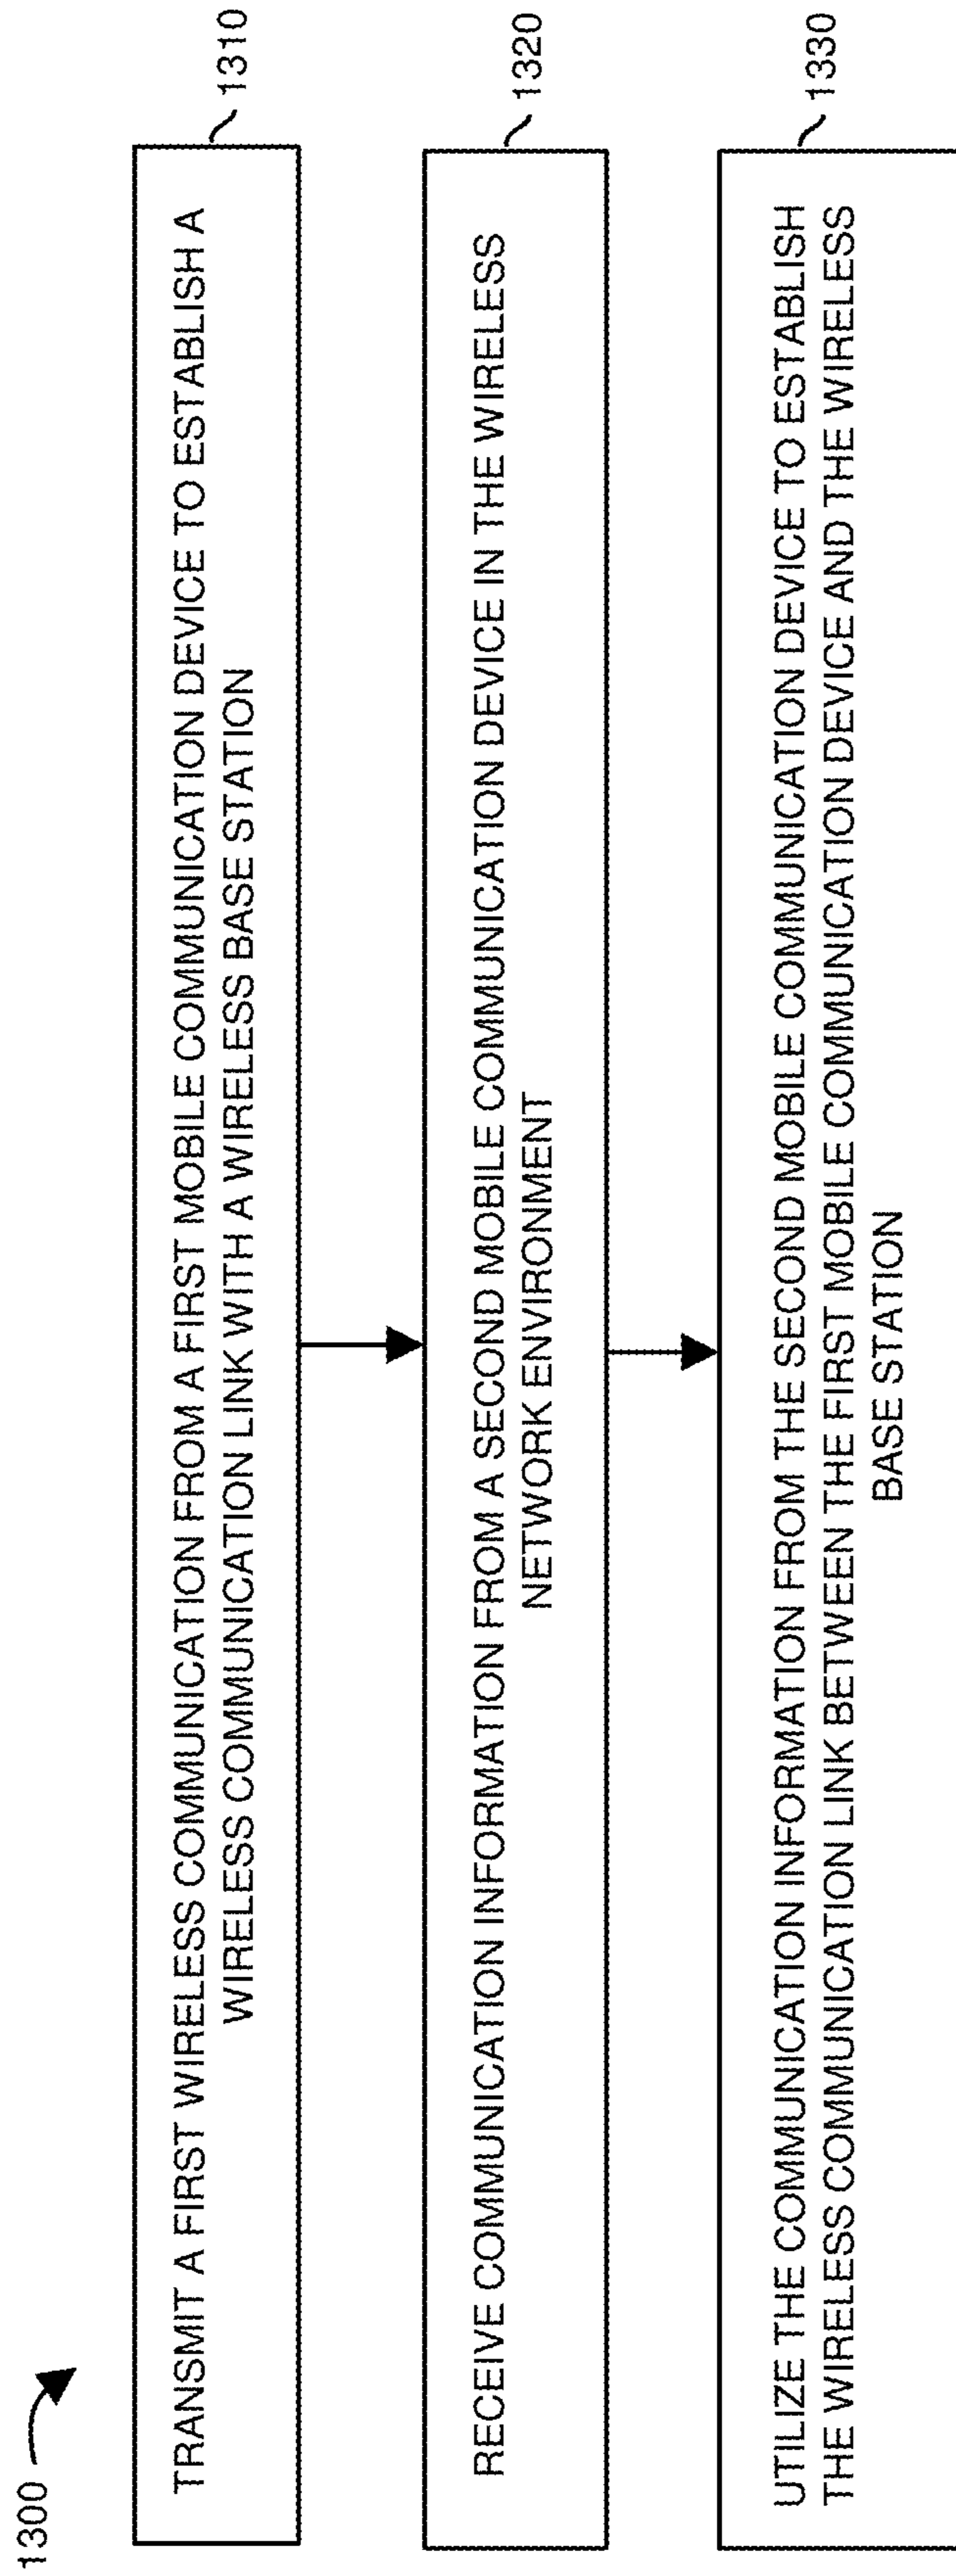 1300
TRANSMIT A FIRST WIRELESS COMMUNICATION FROM A FIRST MOBILE COMMUNICATION DEVICE TO ESTABLISH A
WIRELESS COMMUNICATION LINK WITH A WIRELESS BASE STATION
1310
RECEIVE COMMUNICATION INFORMATION FROM A SECOND MOBILE COMMUNICATION DEVICE IN THE WIRELESS
NETWORK ENVIRONMENT
1320
UTILIZE THE COMMUNICATION INFORMATION FROM THE SECOND MOBILE COMMUNICATION DEVICE TO ESTABLISH
THE WIRELESS COMMUNICATION LINK BETWEEN THE FIRST MOBILE COMMUNICATION DEVICE AND THE WIRELESS
BASE STATION
1330